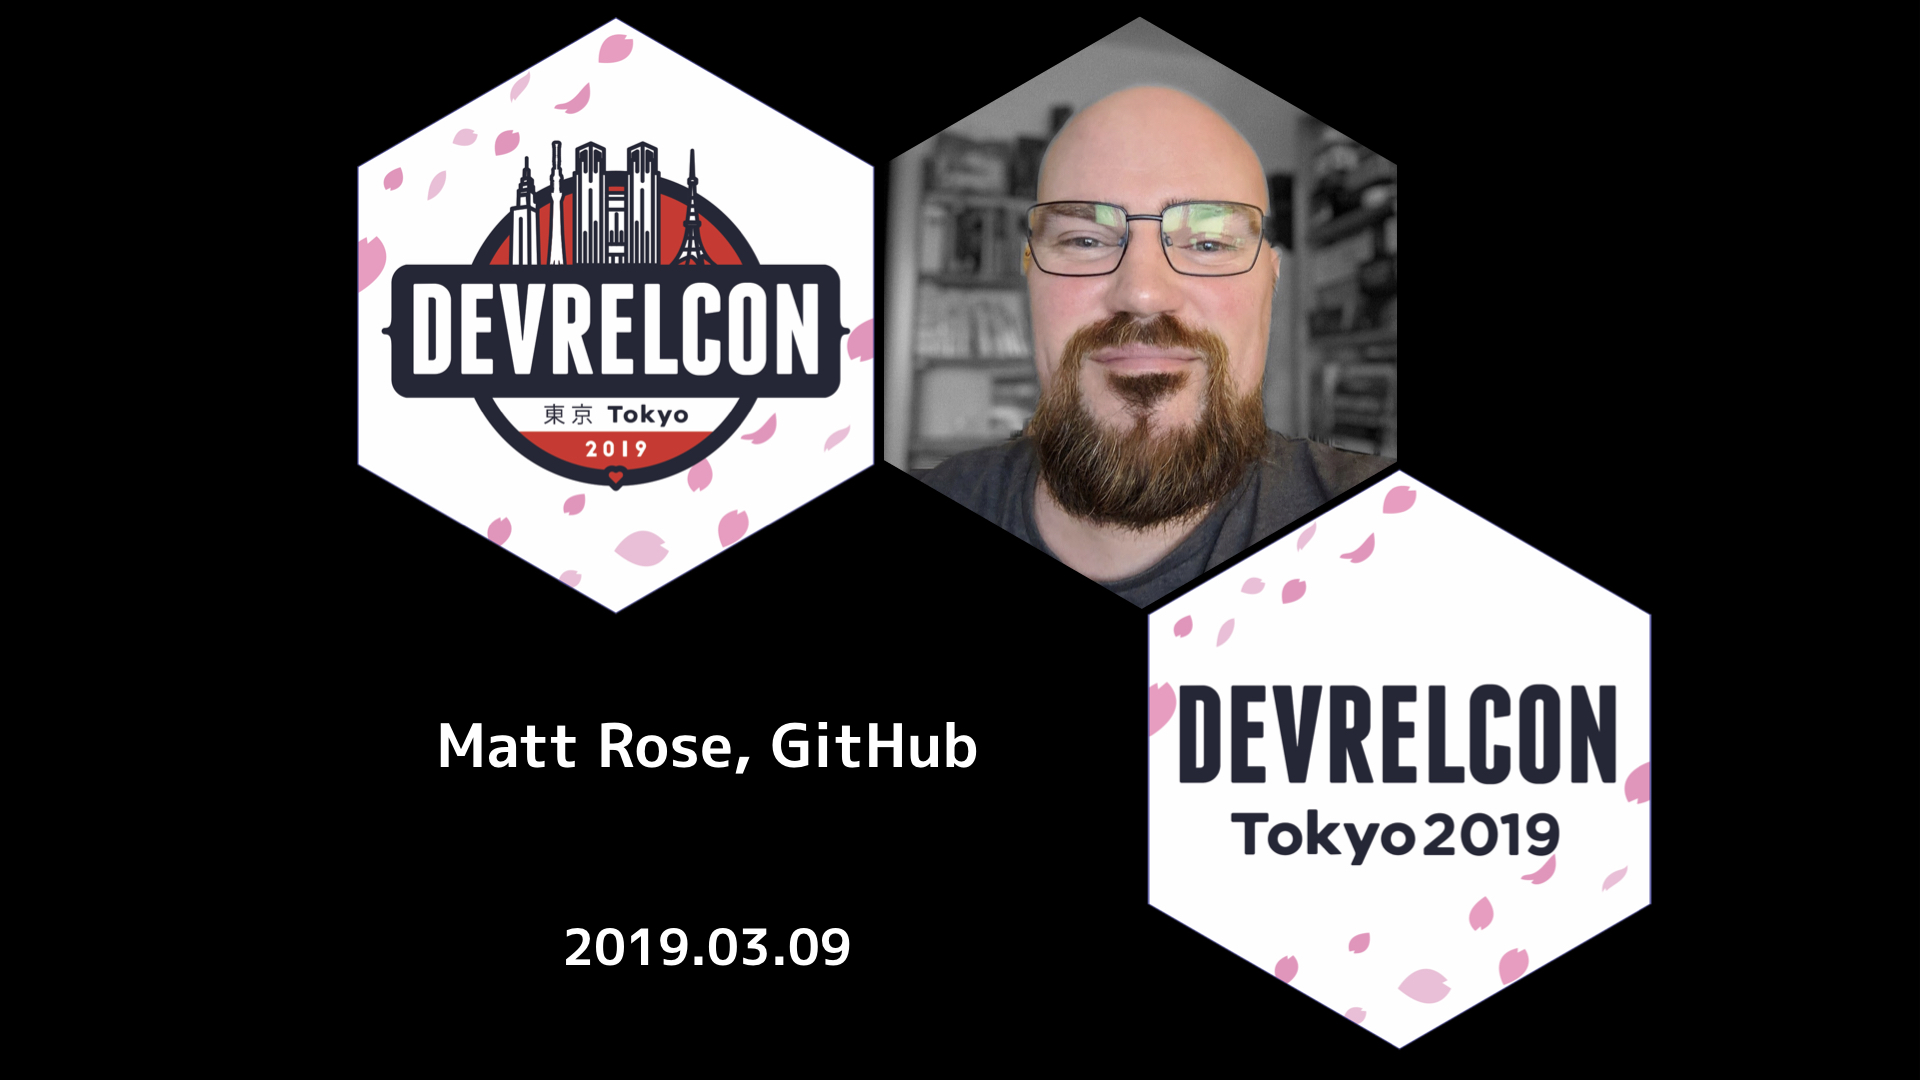 DEVRELCON
東京 Tokyo
2019
Matt Rose, GitHub
2019.03.09
DEVRELCON
Tokyo 2019